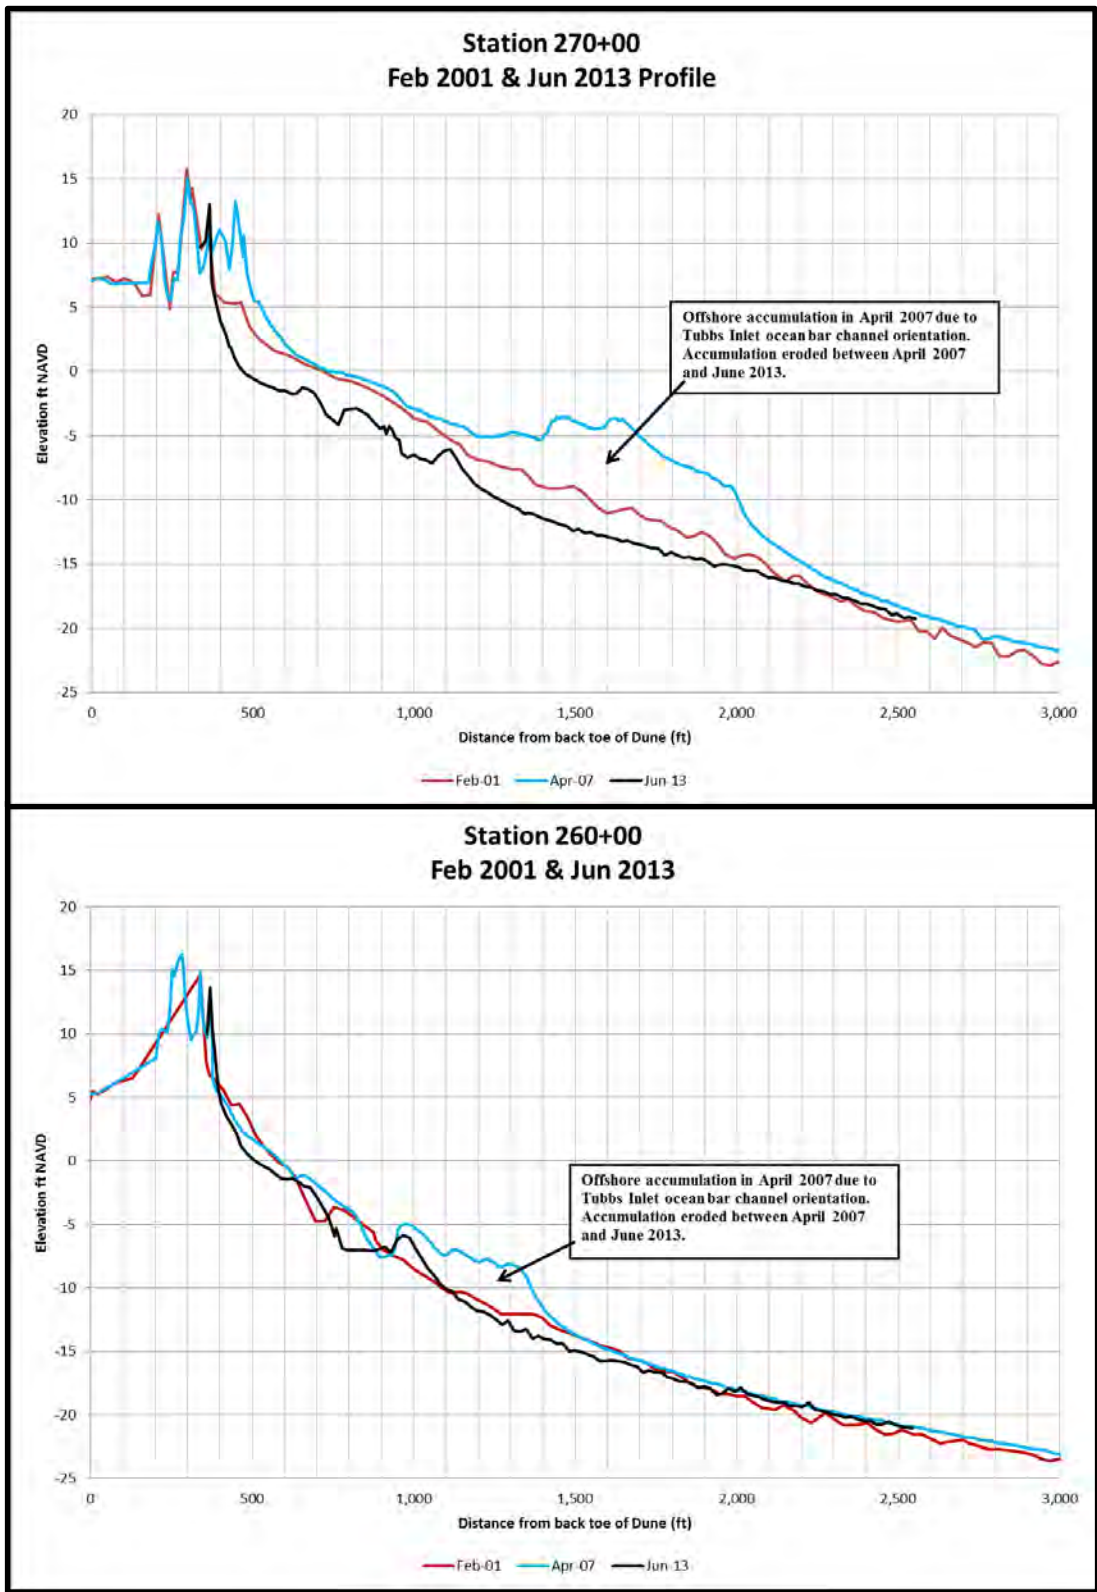 Station 270+00
Feb 2001 & Jun 2013 Profile
20
15
10
5
0
-5
-10
-15
-20
-25
Elevation ft NAVD
Offshore accumulation in April 2007 due to
Tubbs Inlet ocean bar channel orientation.
Accumulation eroded between April 2007
and June 2013.
0 500 1,000 1,500 2,000 2,500 3,000
Distance from back toe of Dune (ft)
Feb-01 Apr-07 Jun-13
Station 260+00
Feb 2001 & Jun 2013
20
15
10
5
0
-5
-10
-15
-20
-25
Elevation ft NAVD
Offshore accumulation in April 2007 due to
Tubbs Inlet ocean bar channel orientation.
Accumulation eroded between April 2007
and June 2013.
0 500 1,000 1,500 2,000 2,500 3,000
Distance from back toe of Dune (ft)
Feb-01 Apr-07 Jun-13